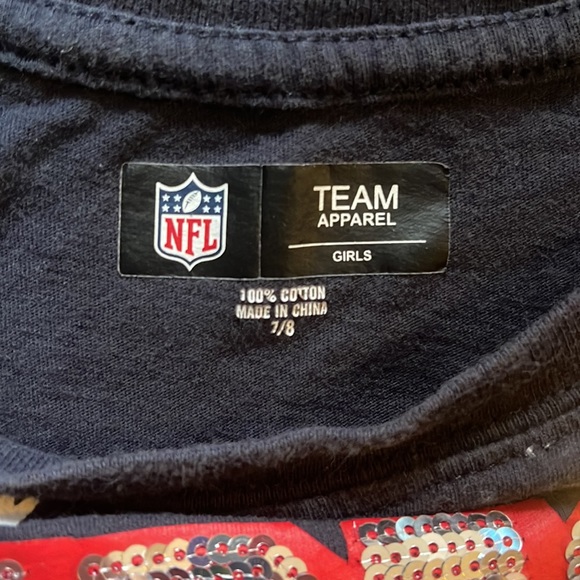 NFL
TEAM
APPAREL
GIRLS
100% COTTON
MADE IN CHINA
7/8